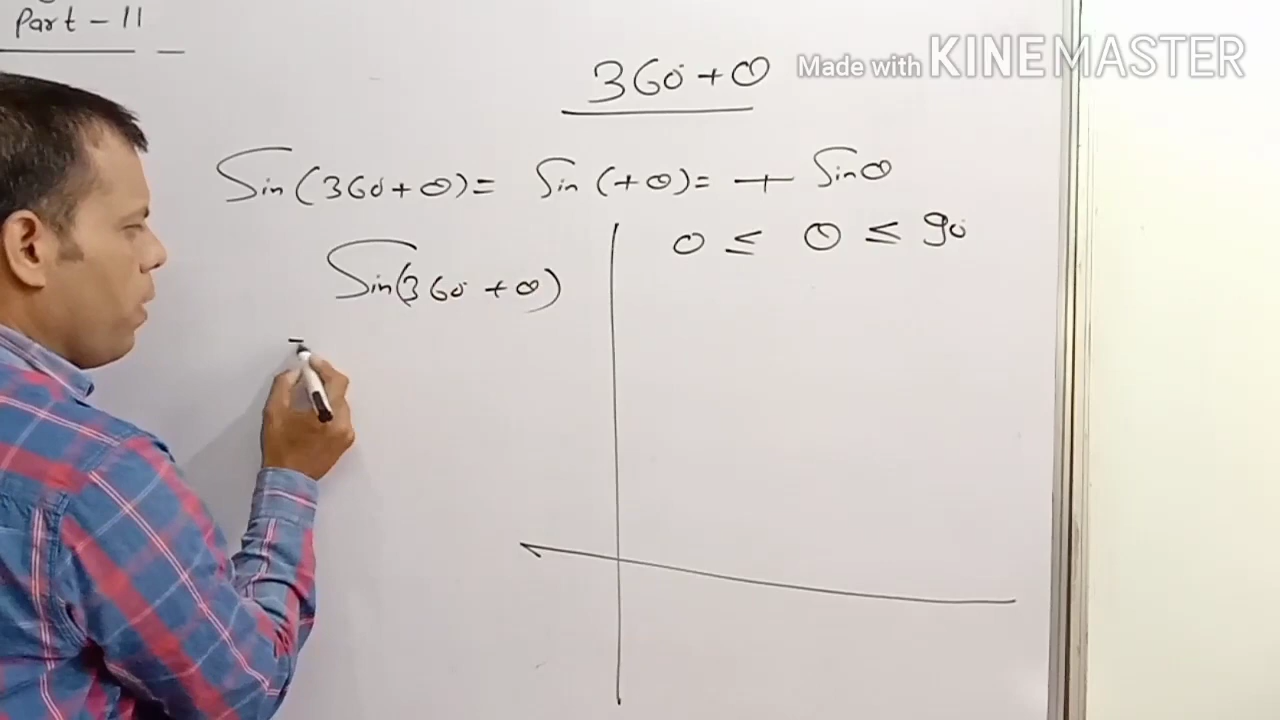 Part - 11
Made with KINEMASTER
360° + θ
Sin(360° + θ) = Sin(+θ) = + Sinθ
0 ≤ θ ≤ 90°
Sin(360° + θ)
=